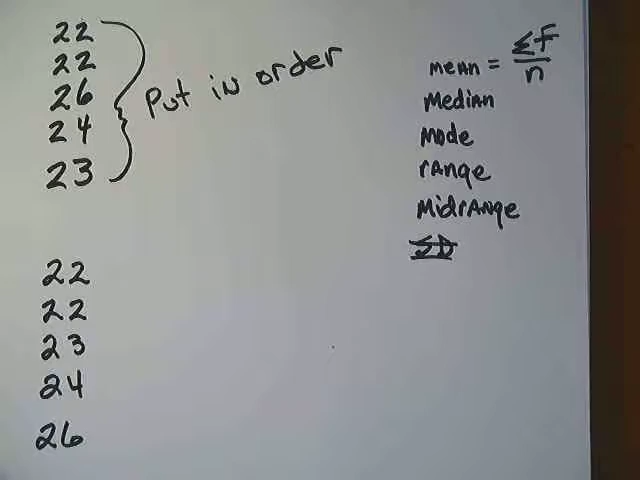 22
22
26
24
23
Put in order
mean = ΣF/n
Median
Mode
range
Midrange
SD
22
22
23
24
26